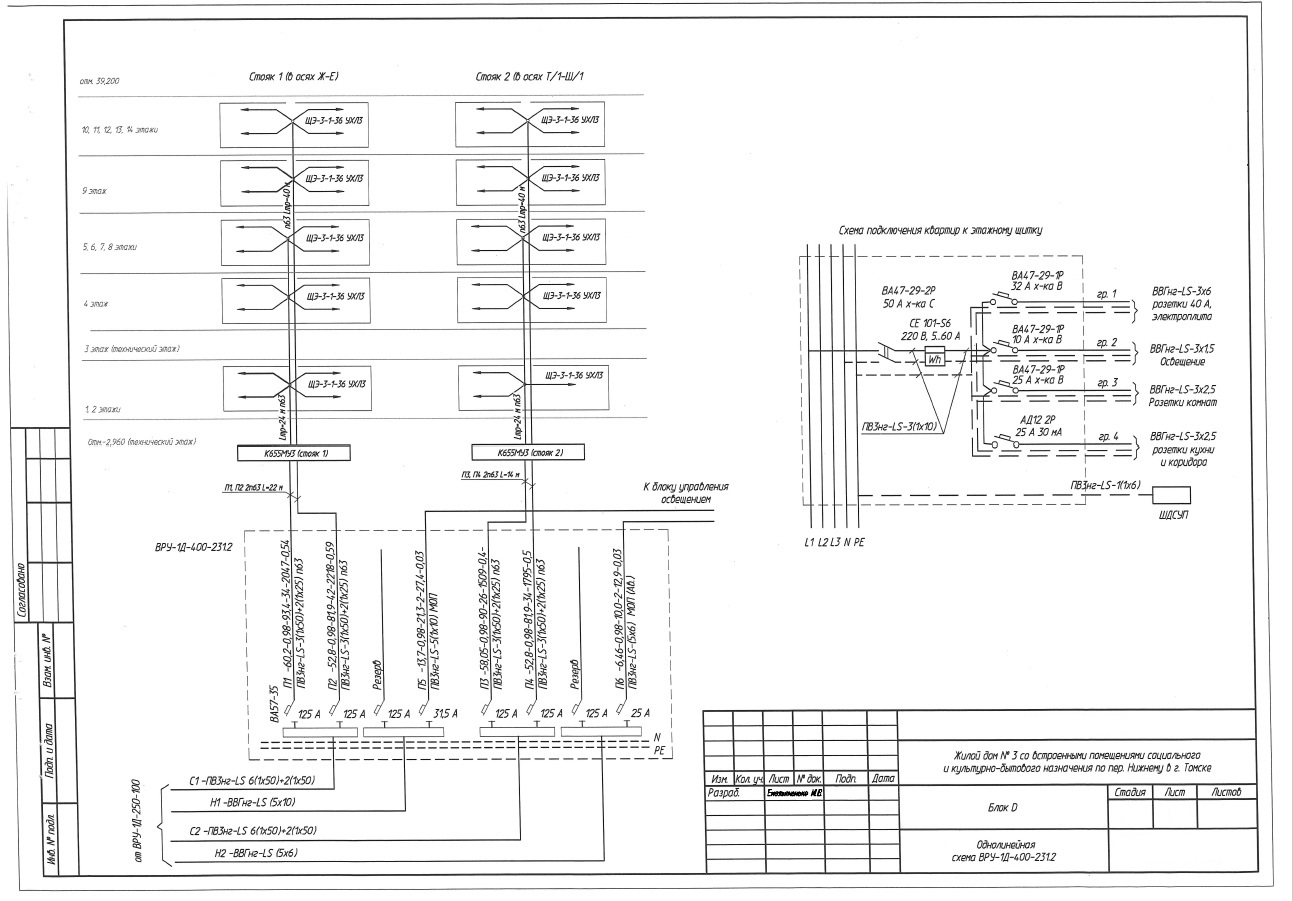 Стояк 1 (в осях Ж-Е)
Стояк 2 (в осях Т/1-Ш/1
отм. 39,200
10, 11, 12, 13, 14 этажи
ЩЭ-3-1-36 УХЛ3
ЩЭ-3-1-36 УХЛ3
9 этаж
ЩЭ-3-1-36 УХЛ3
ЩЭ-3-1-36 УХЛ3
п63 Lтр=40 м
п63 Lтр=40 м
5, 6, 7, 8 этажи
ЩЭ-3-1-36 УХЛ3
ЩЭ-3-1-36 УХЛ3
4 этаж
ЩЭ-3-1-36 УХЛ3
ЩЭ-3-1-36 УХЛ3
3 этаж (технический этаж)
1, 2 этажи
ЩЭ-3-1-36 УХЛ3
ЩЭ-3-1-36 УХЛ3
Lтр=24 м п63
Lтр=24 м п63
Отм.-2,960 (технический этаж)
К655МУ3 (стояк 1)
К655МУ3 (стояк 2)
П1, П2 2п63 L=22 м
П3, П4 2п63 L=14 м
К блоку управления
освещением
ВРУ-1Д-400-231.2
П1 -60,2-0,98-93,4-34-2047-0,54
ПВ3нг-LS-3(1х50)+2(1х25) п63
П2 -52,8-0,98-81,9-42-2218-0,59
ПВ3нг-LS-3(1х50)+2(1х25) п63
Резерв
П5 -13,7-0,98-21,3-2-27,4-0,03
ПВ3нг-LS-5(1х10) МОП
П3 -58,05-0,98-90-26-1509-0,4-
ПВ3нг-LS-3(1х50)+2(1х25) п63
П4 -52,8-0,98-81,9-34-1795-0,5
ПВ3нг-LS-3(1х50)+2(1х25) п63
Резерв
П6 -6,46-0,98-10,0-2-12,9-0,03
ПВ3нг-LS-(5х6) МОП (Ав.)
ВА57-35
125 А
125 А
125 А
31,5 А
125 А
125 А
125 А
25 А
N
PE
от ВРУ-1Д-250-100
С1 -ПВ3нг-LS 6(1х50)+2(1х50)
Н1 -ВВГнг-LS (5х10)
С2 -ПВ3нг-LS 6(1х50)+2(1х50)
Н2 -ВВГнг-LS (5х6)
Схема подключения квартир к этажному щитку
ВА47-29-2Р
50 А х-ка С
СЕ 101-S6
220 В, 5..60 А
Wh
ПВ3нг-LS-3(1х10)
ВА47-29-1Р
32 А х-ка В
гр. 1
ВВГнг-LS-3х6
розетки 40 А,
электроплита
ВА47-29-1Р
10 А х-ка В
гр. 2
ВВГнг-LS-3х1,5
Освещение
ВА47-29-1Р
25 А х-ка В
гр. 3
ВВГнг-LS-3х2,5
Розетки комнат
АД12 2Р
25 А 30 мА
гр. 4
ВВГнг-LS-3х2,5
розетки кухни
и коридора
ПВ3нг-LS-1(1х6)
ШДСУП
L1 L2 L3 N PE
Согласовано
Взам. инв. №
Подп. и дата
Инв. № подл.
Изм. Кол. уч Лист № док. Подп. Дата
Разраб.
Жилой дом № 3 со встроенными помещениями социального
и культурно-бытового назначения по пер. Нижнему в г. Томске
Блок D
Стадия Лист Листов
Однолинейная
схема ВРУ-1Д-400-231.2